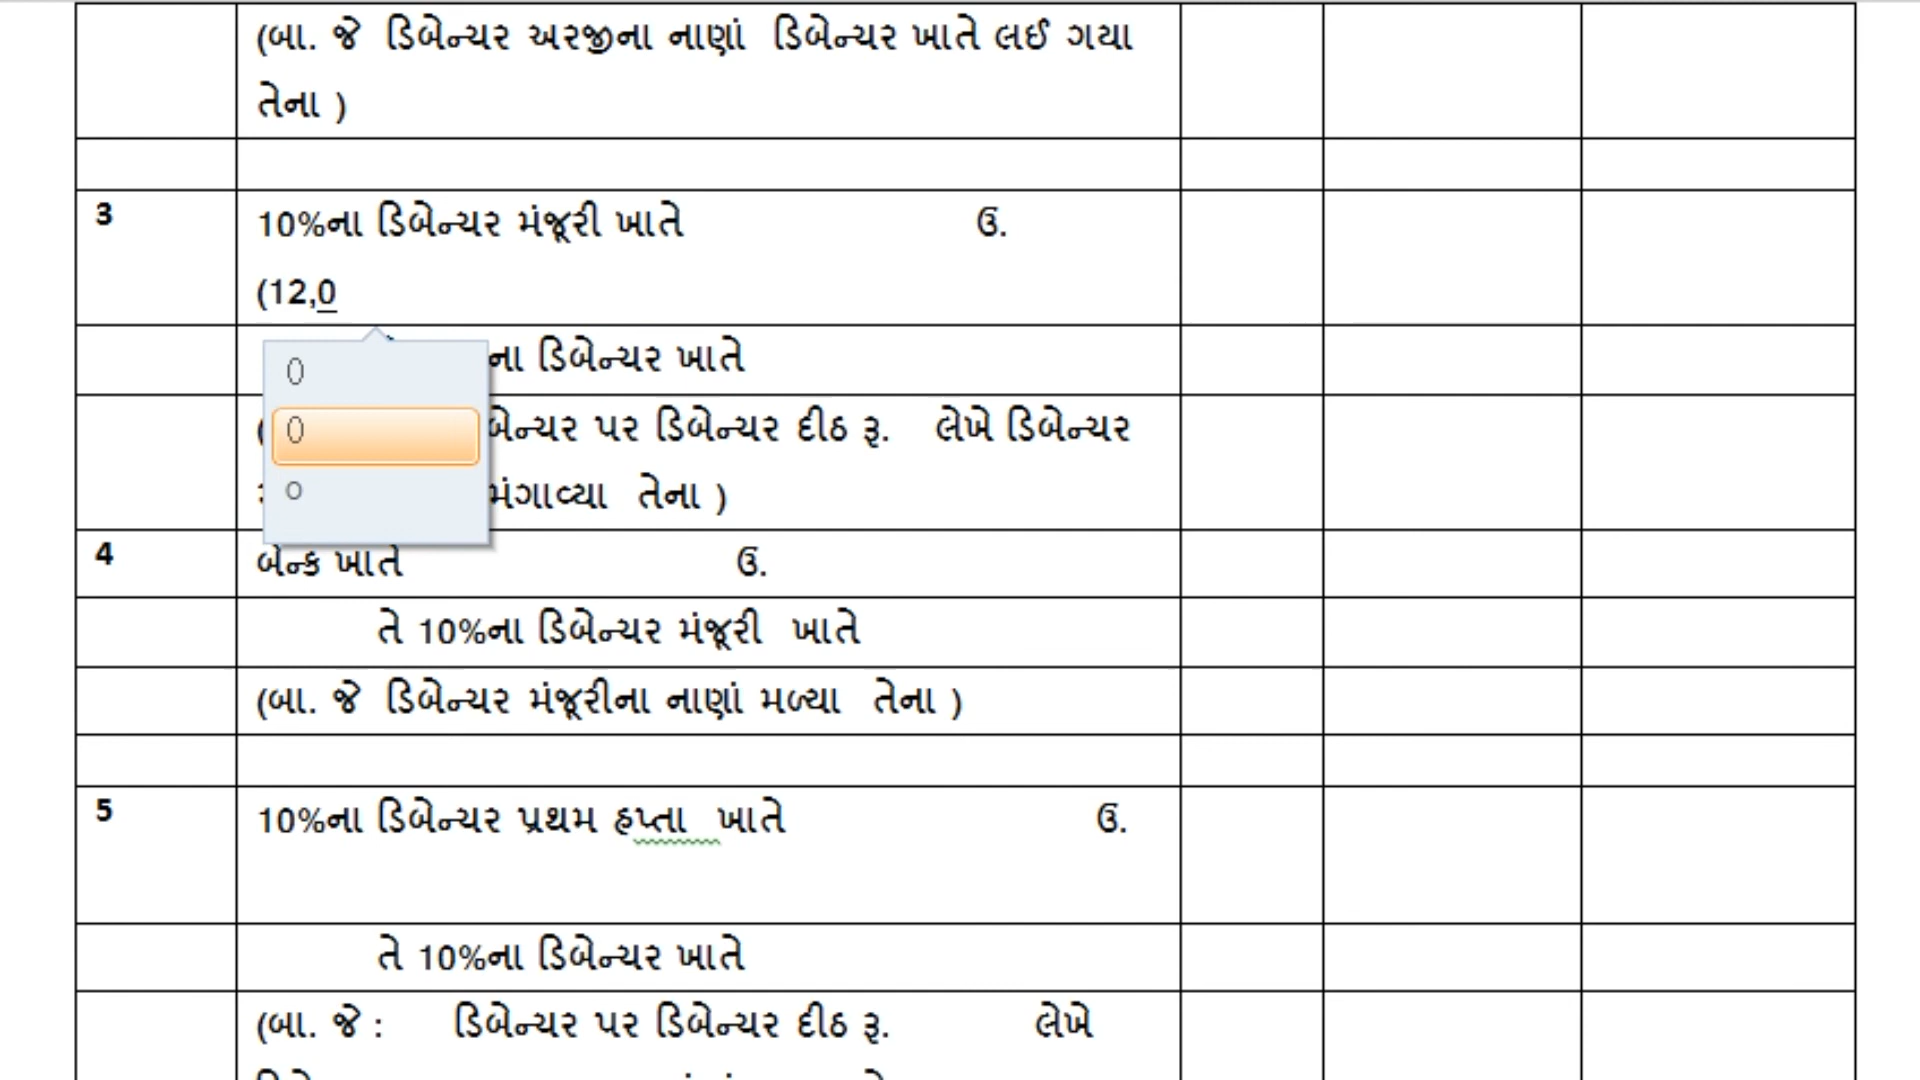 (બા. જે ડિબેન્ચર અરજીના નાણાં ડિબેન્ચર ખાતે લઈ ગયા
તેના )
3
10%ના ડિબેન્ચર મંજૂરી ખાતે ઉ.
(12,0
0
0
૦
ના ડિબેન્ચર ખાતે
બેન્ચર પર ડિબેન્ચર દીઠ રૂ. લેખે ડિબેન્ચર
મંગાવ્યા તેના )
4
બેન્ક ખાતે ઉ.
તે 10%ના ડિબેન્ચર મંજૂરી ખાતે
(બા. જે ડિબેન્ચર મંજૂરીના નાણાં મળ્યા તેના )
5
10%ના ડિબેન્ચર પ્રથમ હપ્તા ખાતે ઉ.
તે 10%ના ડિબેન્ચર ખાતે
(બા. જે : ડિબેન્ચર પર ડિબેન્ચર દીઠ રૂ. લેખે